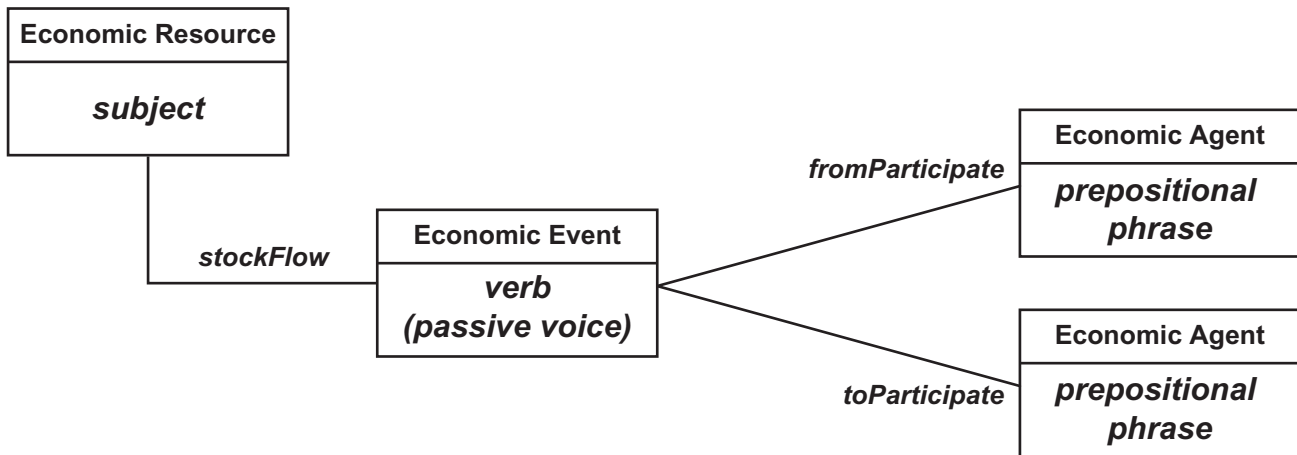 Economic Resource
subject
stockFlow
Economic Event
verb
(passive voice)
fromParticipate
Economic Agent
prepositional
phrase
toParticipate
Economic Agent
prepositional
phrase